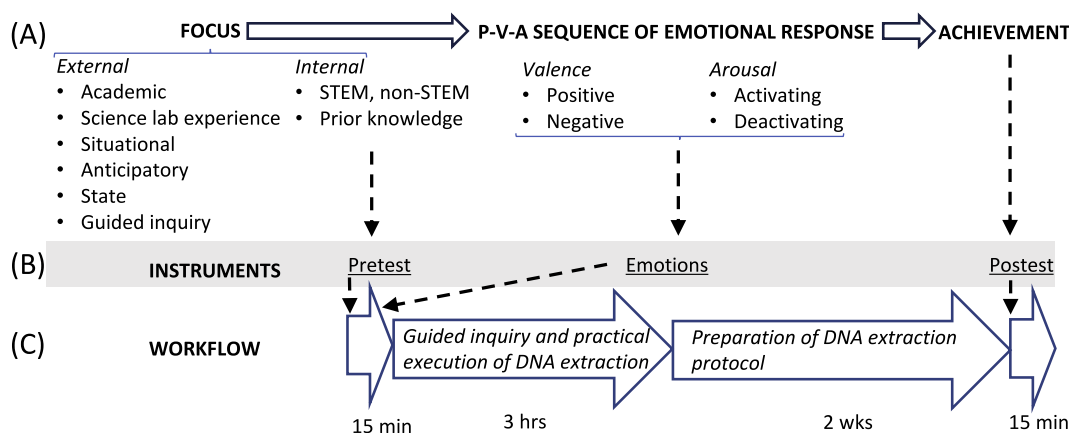 (A) FOCUS P-V-A SEQUENCE OF EMOTIONAL RESPONSE ACHIEVEMENT
External
• Academic
• Science lab experience
• Situational
• Anticipatory
• State
• Guided inquiry
Internal
• STEM, non-STEM
• Prior knowledge
Valence
• Positive
• Negative
Arousal
• Activating
• Deactivating
(B) INSTRUMENTS Pretest Emotions Postest
(C) WORKFLOW
Guided inquiry and practical
execution of DNA extraction
Preparation of DNA extraction
protocol
15 min 3 hrs 2 wks 15 min